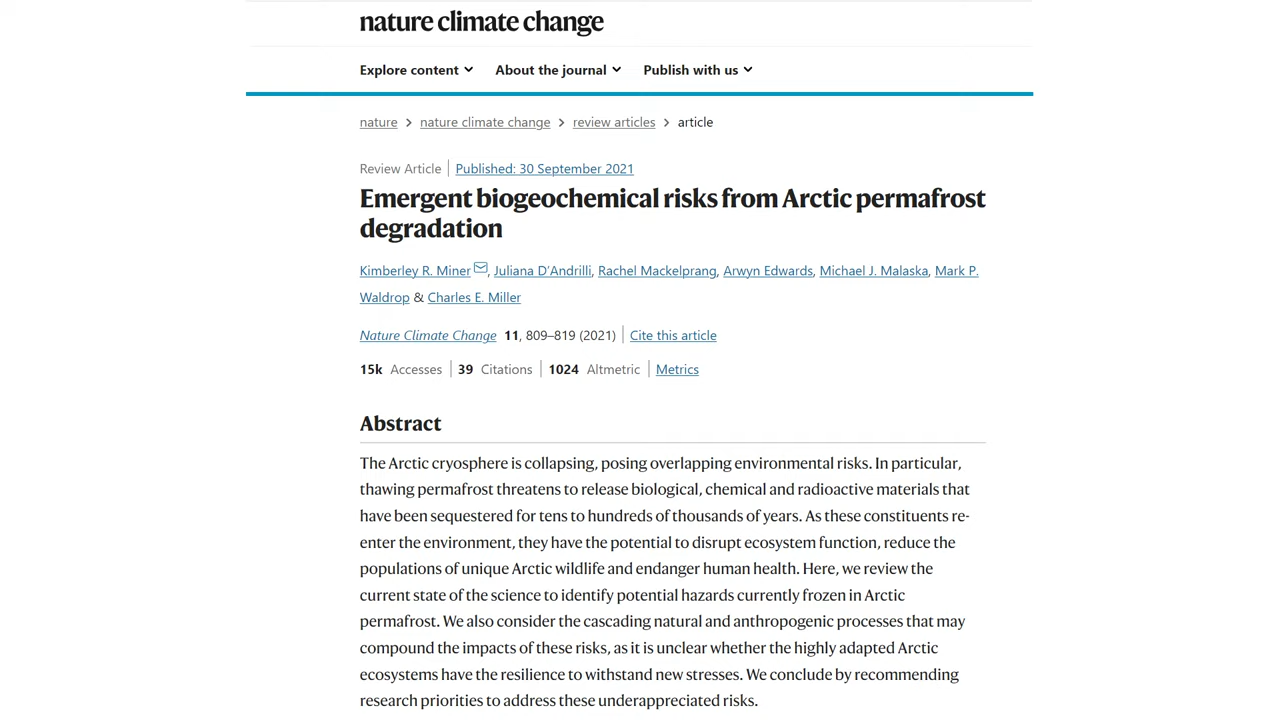 nature climate change
Explore content About the journal Publish with us
nature > nature climate change > review articles > article
Review Article | Published: 30 September 2021
Emergent biogeochemical risks from Arctic permafrost
degradation
Kimberley R. Miner, Juliana D'Andrilli, Rachel Mackelprang, Arwyn Edwards, Michael J. Malaska, Mark P.
Waldrop & Charles E. Miller
Nature Climate Change 11, 809–819 (2021) | Cite this article
15k Accesses | 39 Citations | 1024 Altmetric | Metrics
Abstract
The Arctic cryosphere is collapsing, posing overlapping environmental risks. In particular,
thawing permafrost threatens to release biological, chemical and radioactive materials that
have been sequestered for tens to hundreds of thousands of years. As these constituents re-
enter the environment, they have the potential to disrupt ecosystem function, reduce the
populations of unique Arctic wildlife and endanger human health. Here, we review the
current state of the science to identify potential hazards currently frozen in Arctic
permafrost. We also consider the cascading natural and anthropogenic processes that may
compound the impacts of these risks, as it is unclear whether the highly adapted Arctic
ecosystems have the resilience to withstand new stresses. We conclude by recommending
research priorities to address these underappreciated risks.